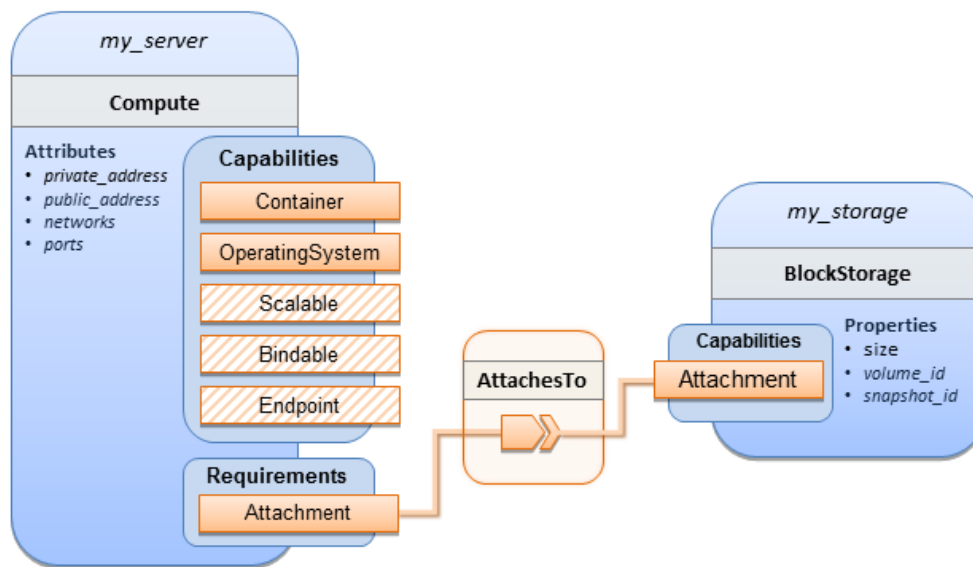 my_server
Compute
Attributes
• private_address
• public_address
• networks
• ports
Capabilities
Container
OperatingSystem
Scalable
Bindable
Endpoint
Requirements
Attachment
AttachesTo
my_storage
BlockStorage
Capabilities
Attachment
Properties
• size
• volume_id
• snapshot_id